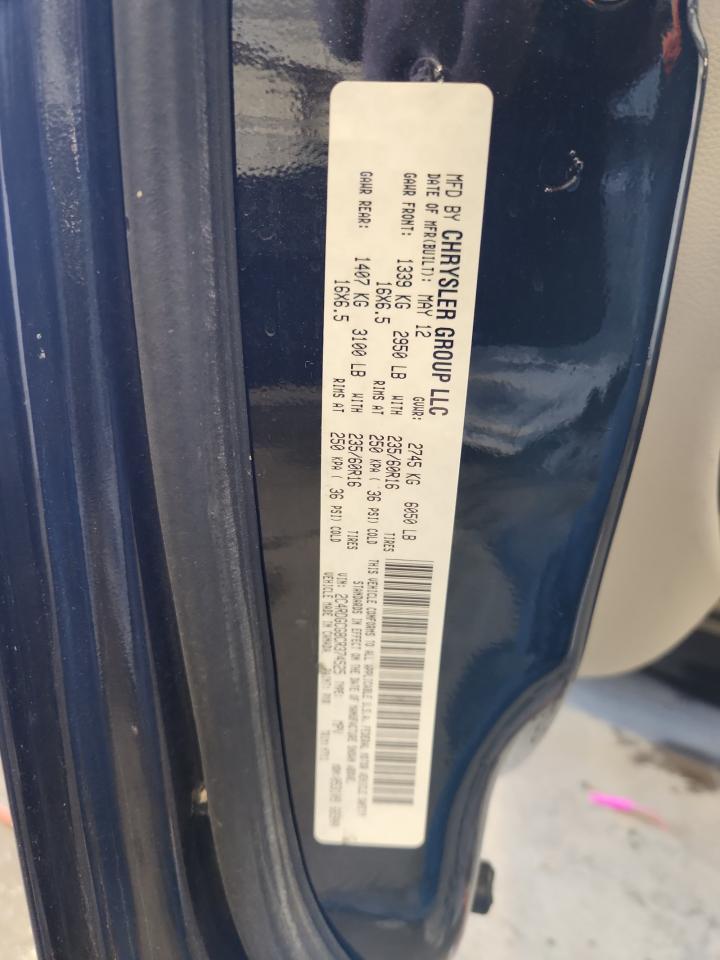 MFD BY CHRYSLER GROUP LLC
DATE OF MFR(BUILT): MAY 12 GVWR: 2745 KG 6050 LB
GAWR FRONT: 1339 KG 2950 LB WITH 235/60R16 TIRES
16X6.5 RIMS AT 250 KPA ( 36 PSI) COLD
GAWR REAR: 1407 KG 3100 LB WITH 235/60R16 TIRES
16X6.5 RIMS AT 250 KPA ( 36 PSI) COLD
THIS VEHICLE CONFORMS TO ALL APPLICABLE U.S.A. FEDERAL MOTOR VEHICLE SAFETY
STANDARDS IN EFFECT ON THE DATE OF MANUFACTURE SHOWN ABOVE.
VIN: 2C4RDGCG8CR374525 TYPE: MPV
VEHICLE MADE IN CANADA PAINT: